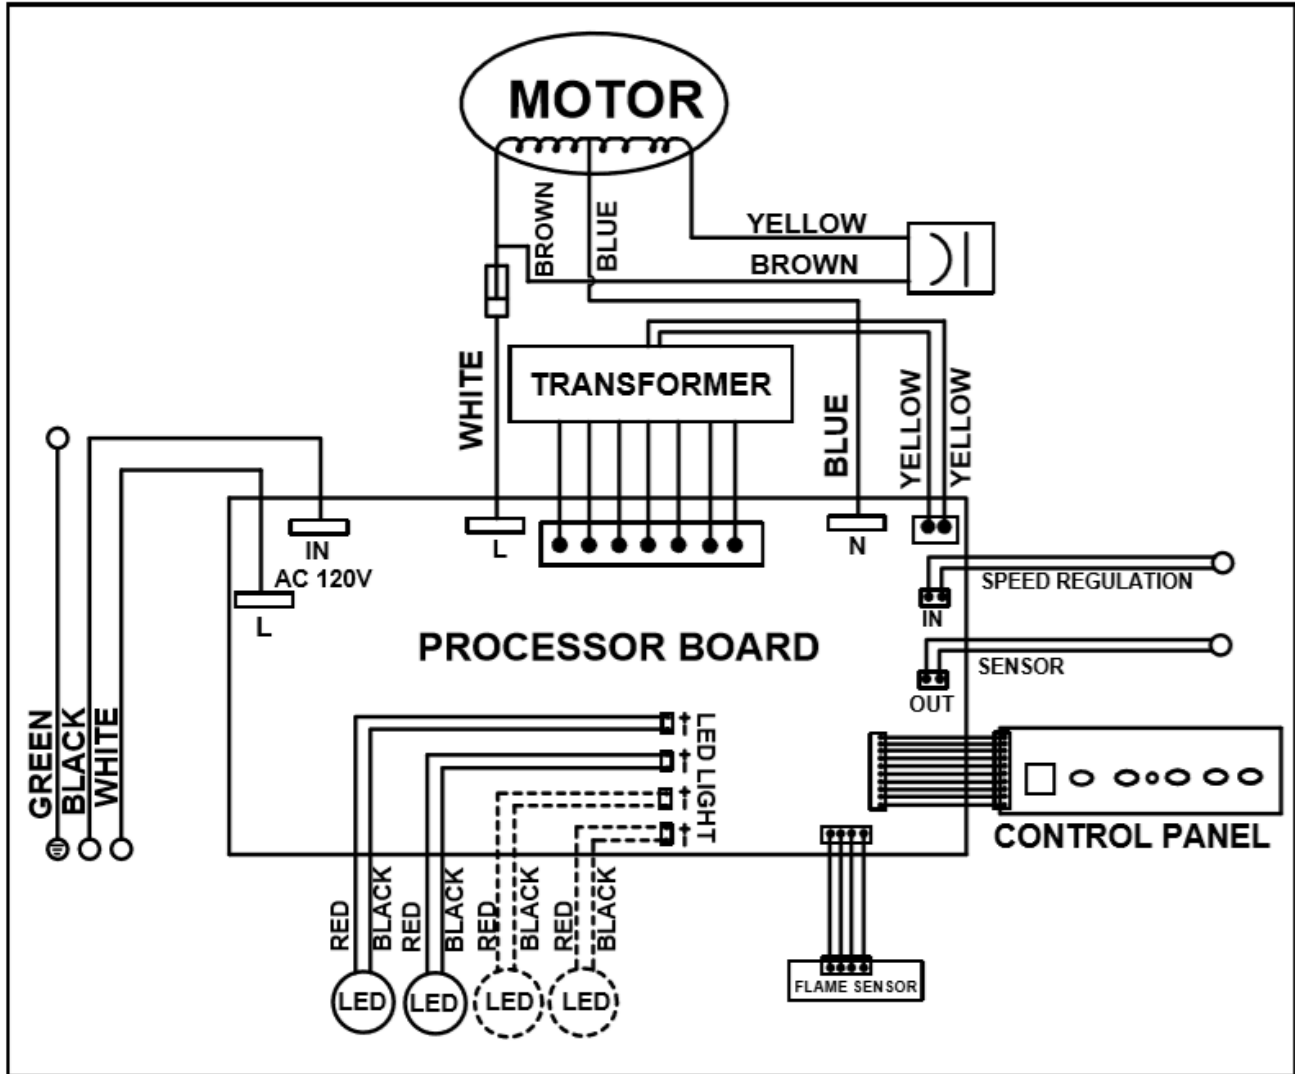 MOTOR
BROWN
BLUE
YELLOW
BROWN
WHITE
TRANSFORMER
BLUE
YELLOW
YELLOW
IN
AC 120V
L
L
N
SPEED REGULATION
IN
PROCESSOR BOARD
SENSOR
OUT
GREEN
BLACK
WHITE
+
-
+
-
+
-
+
-
LED LIGHT
CONTROL PANEL
RED
BLACK
RED
BLACK
RED
BLACK
RED
BLACK
LED
LED
LED
LED
FLAME SENSOR